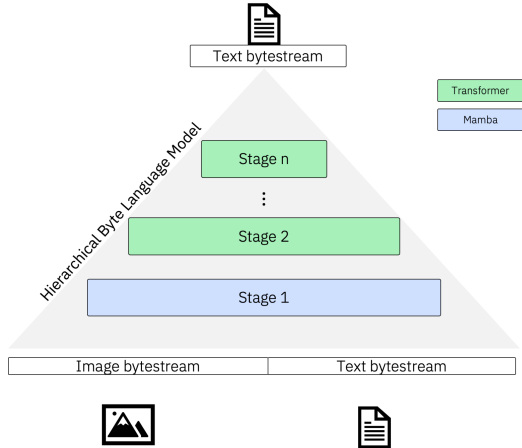 Text bytestream
Transformer
Mamba
Hierarchical Byte Language Model
Stage n
⋮
Stage 2
Stage 1
Image bytestream
Text bytestream